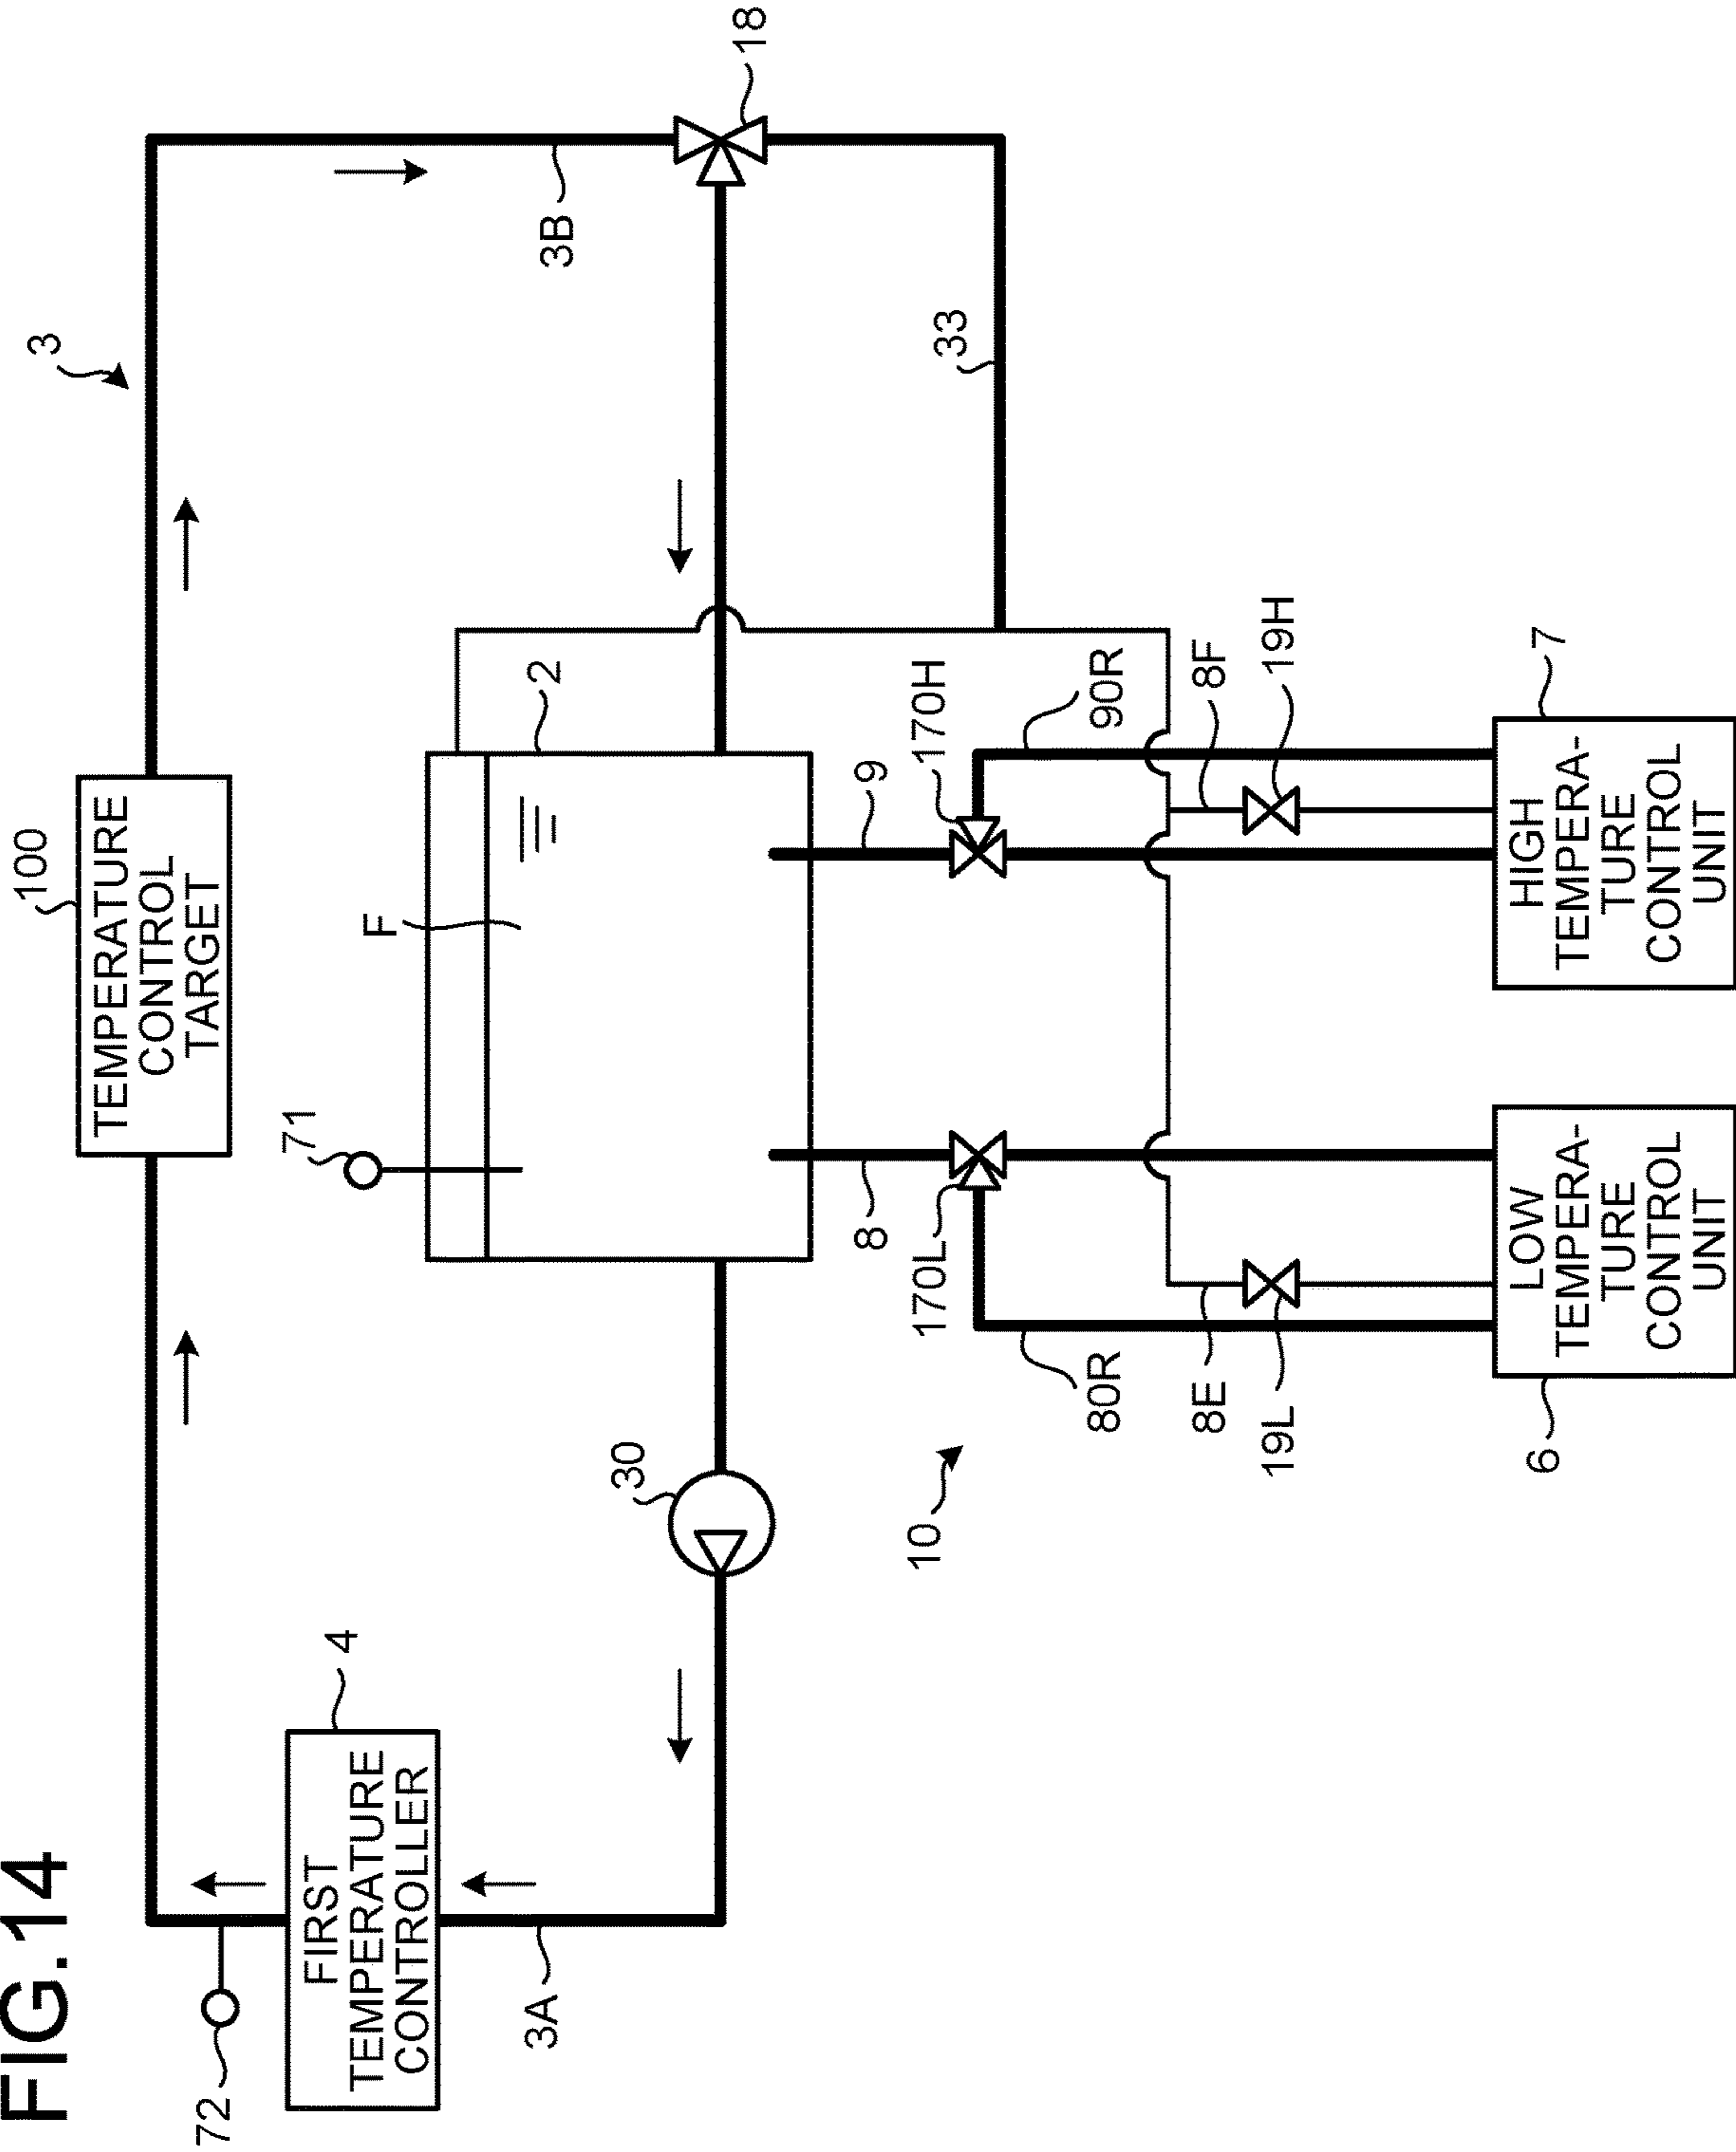 FIG.14
72
FIRST
TEMPERATURE
CONTROLLER
4
3A
30
100
TEMPERATURE
CONTROL
TARGET
3
3B
18
71
F
2
33
10
8
170L
80R
8E
19L
9
170H
90R
8F
19H
6
LOW
TEMPERA-
TURE
CONTROL
UNIT
7
HIGH
TEMPERA-
TURE
CONTROL
UNIT